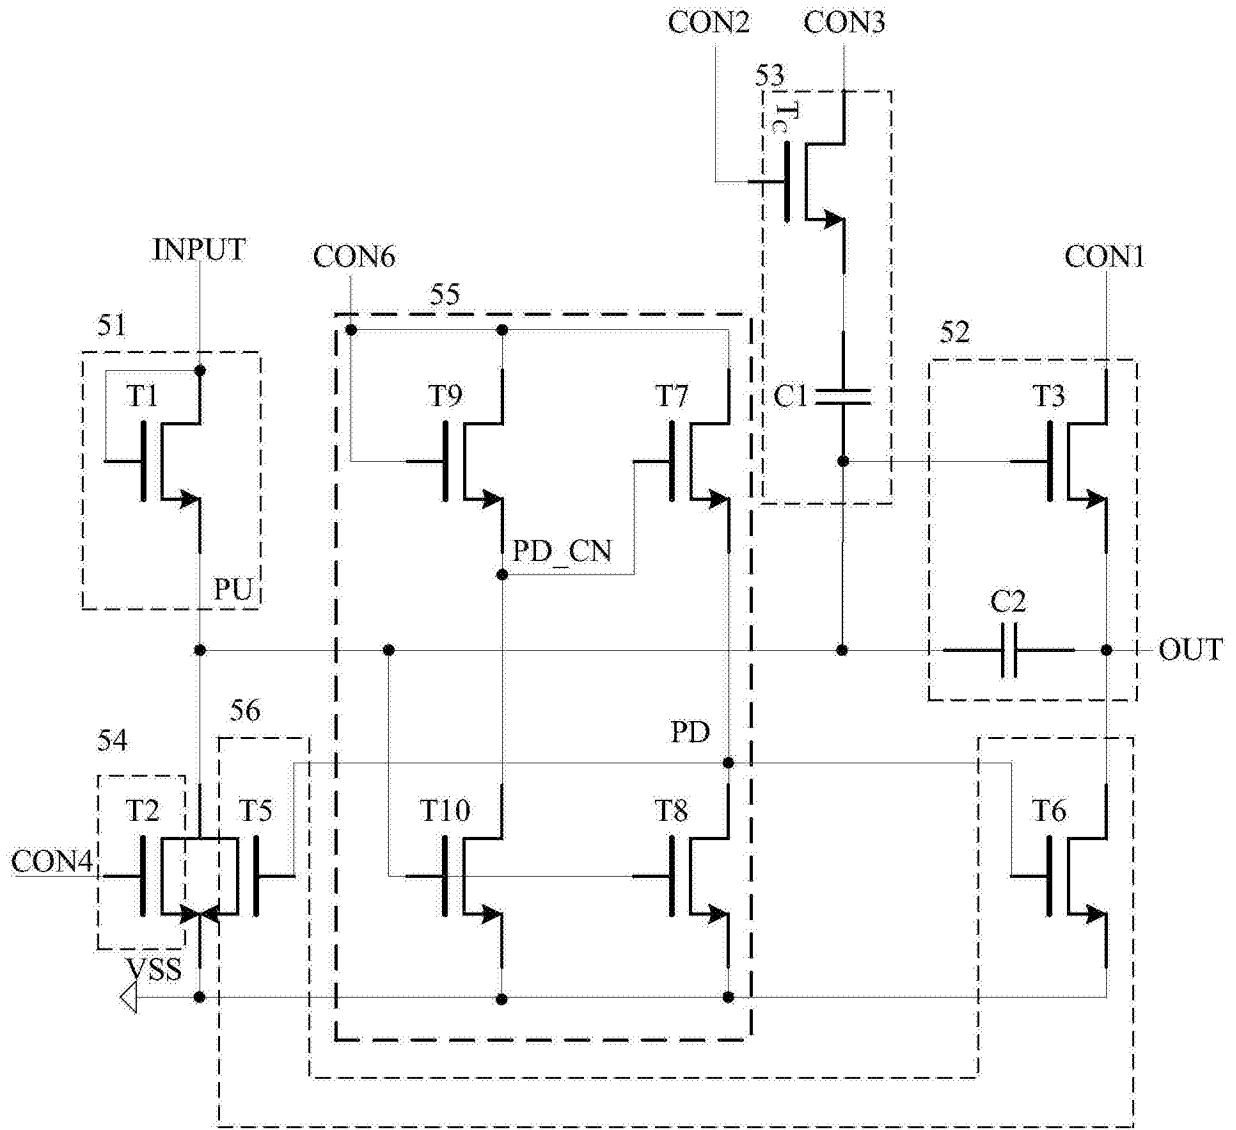 CON2 CON3
53
Tc
INPUT
CON6
CON1
55
51
52
T1
T9
T7
C1
T3
PD_CN
PU
C2
OUT
56
PD
54
T2
T5
T10
T8
T6
CON4
VSS